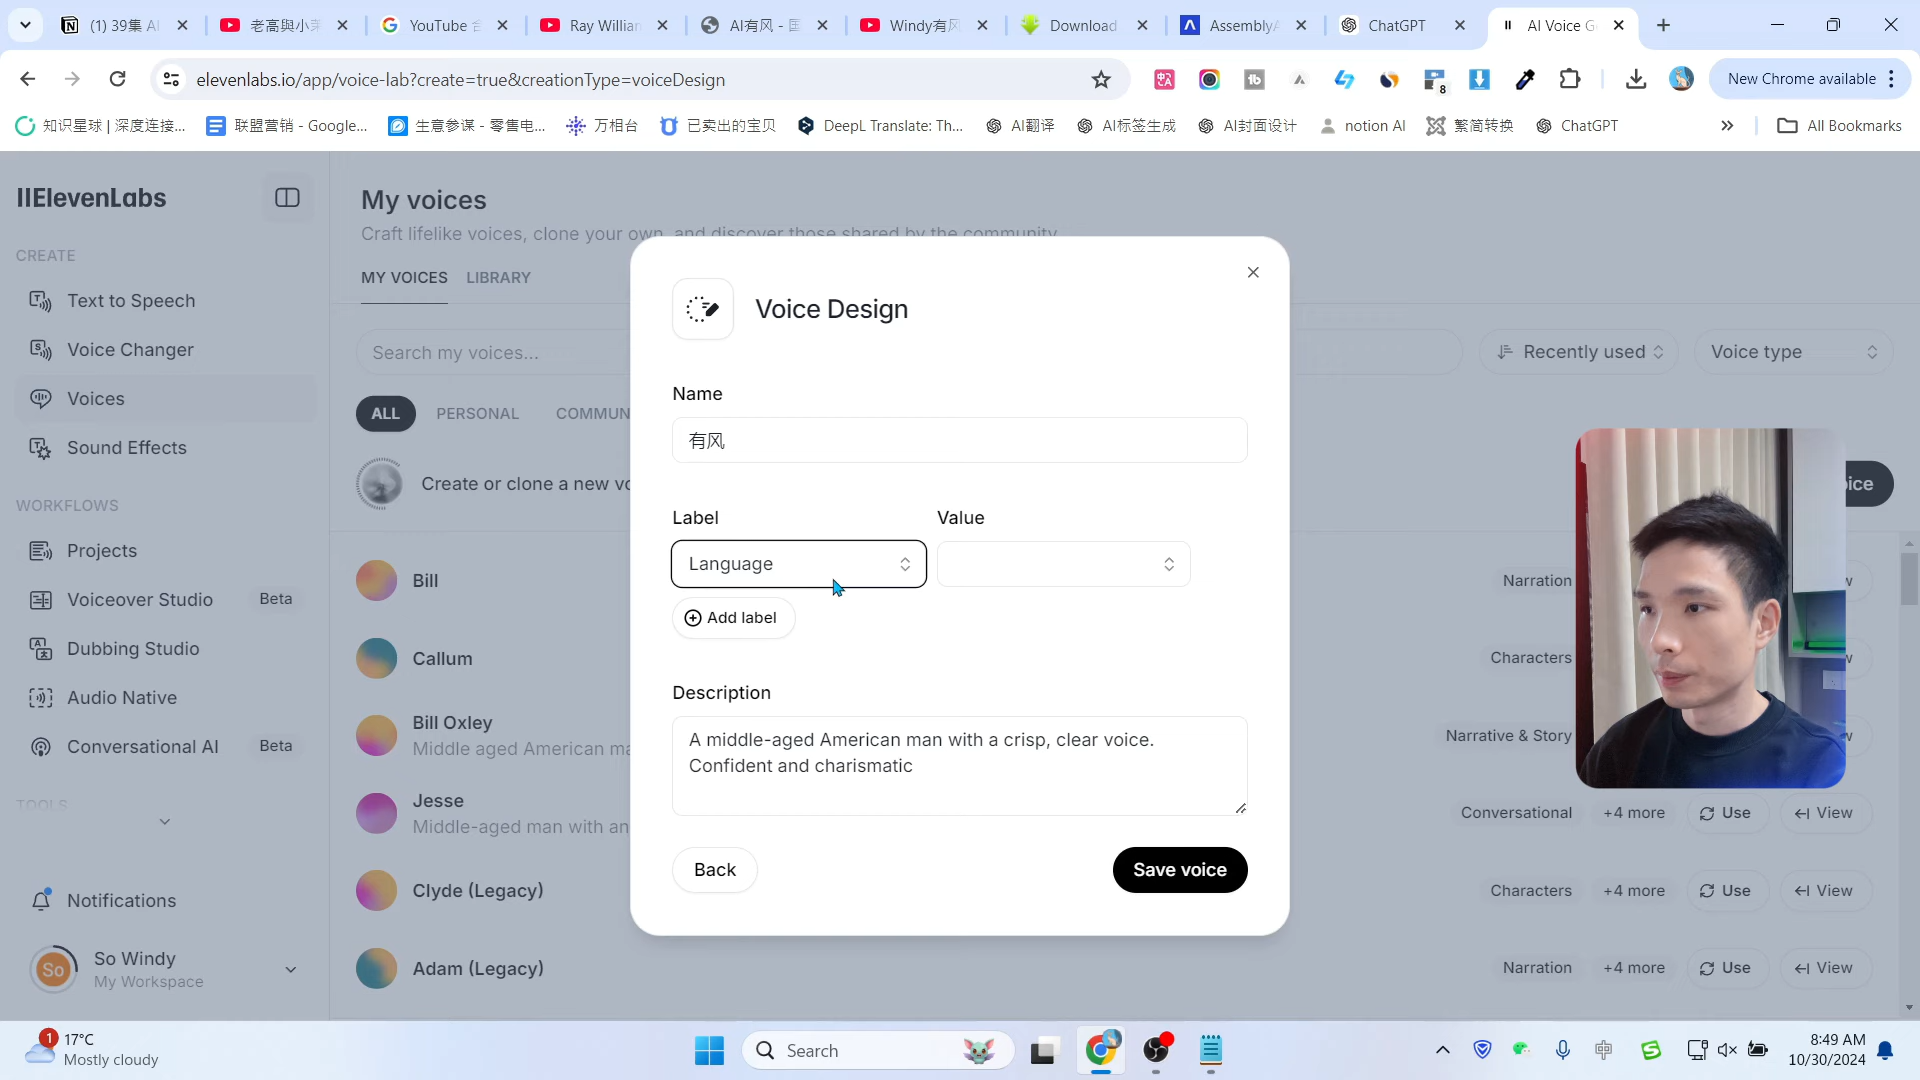 (1) 39集 AI
老高與小茉
YouTube 合
Ray Willian
AI有风 - 国
Windy有风
Download
AssemblyA
ChatGPT
AI Voice Ge
elevenlabs.io/app/voice-lab?create=true&creationType=voiceDesign
8
New Chrome available
知识星球 | 深度连接...
联盟营销 - Google...
生意参谋 - 零售电...
万相台
已卖出的宝贝
DeepL Translate: Th...
AI翻译
AI标签生成
AI封面设计
notion AI
繁简转换
ChatGPT
All Bookmarks
IIElevenLabs
CREATE
Text to Speech
Voice Changer
Voices
Sound Effects
WORKFLOWS
Projects
Voiceover Studio Beta
Dubbing Studio
Audio Native
Conversational AI Beta
TOOLS
Notifications
So
So Windy
My Workspace
My voices
Craft lifelike voices, clone your own, and discover those shared by the community.
MY VOICES LIBRARY
Search my voices...
Recently used
Voice type
ALL PERSONAL COMMUN
Create or clone a new vo
ice
Bill
Narration
Callum
Characters
Bill Oxley
Middle aged American ma
Narrative & Story
Jesse
Middle-aged man with an
Conversational +4 more Use View
Clyde (Legacy)
Characters +4 more Use View
Adam (Legacy)
Narration +4 more Use View
Voice Design
Name
有风
Label Value
Language
Add label
Description
A middle-aged American man with a crisp, clear voice.
Confident and charismatic
Back
Save voice
1
17°C
Mostly cloudy
Search
中
8:49 AM
10/30/2024